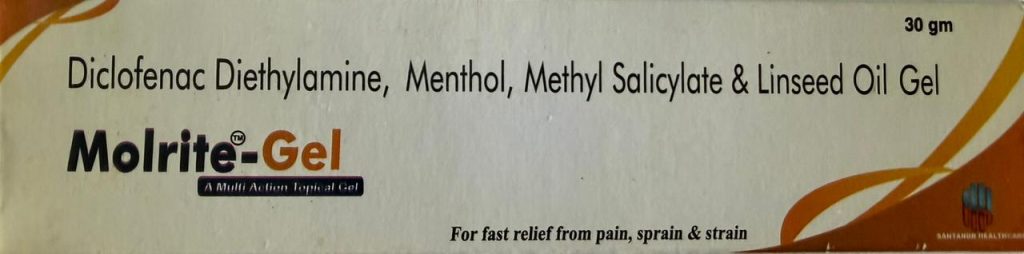 30 gm
Diclofenac Diethylamine, Menthol, Methyl Salicylate & Linseed Oil Gel
Molrite™-Gel
A Multi Action Topical Gel
For fast relief from pain, sprain & strain